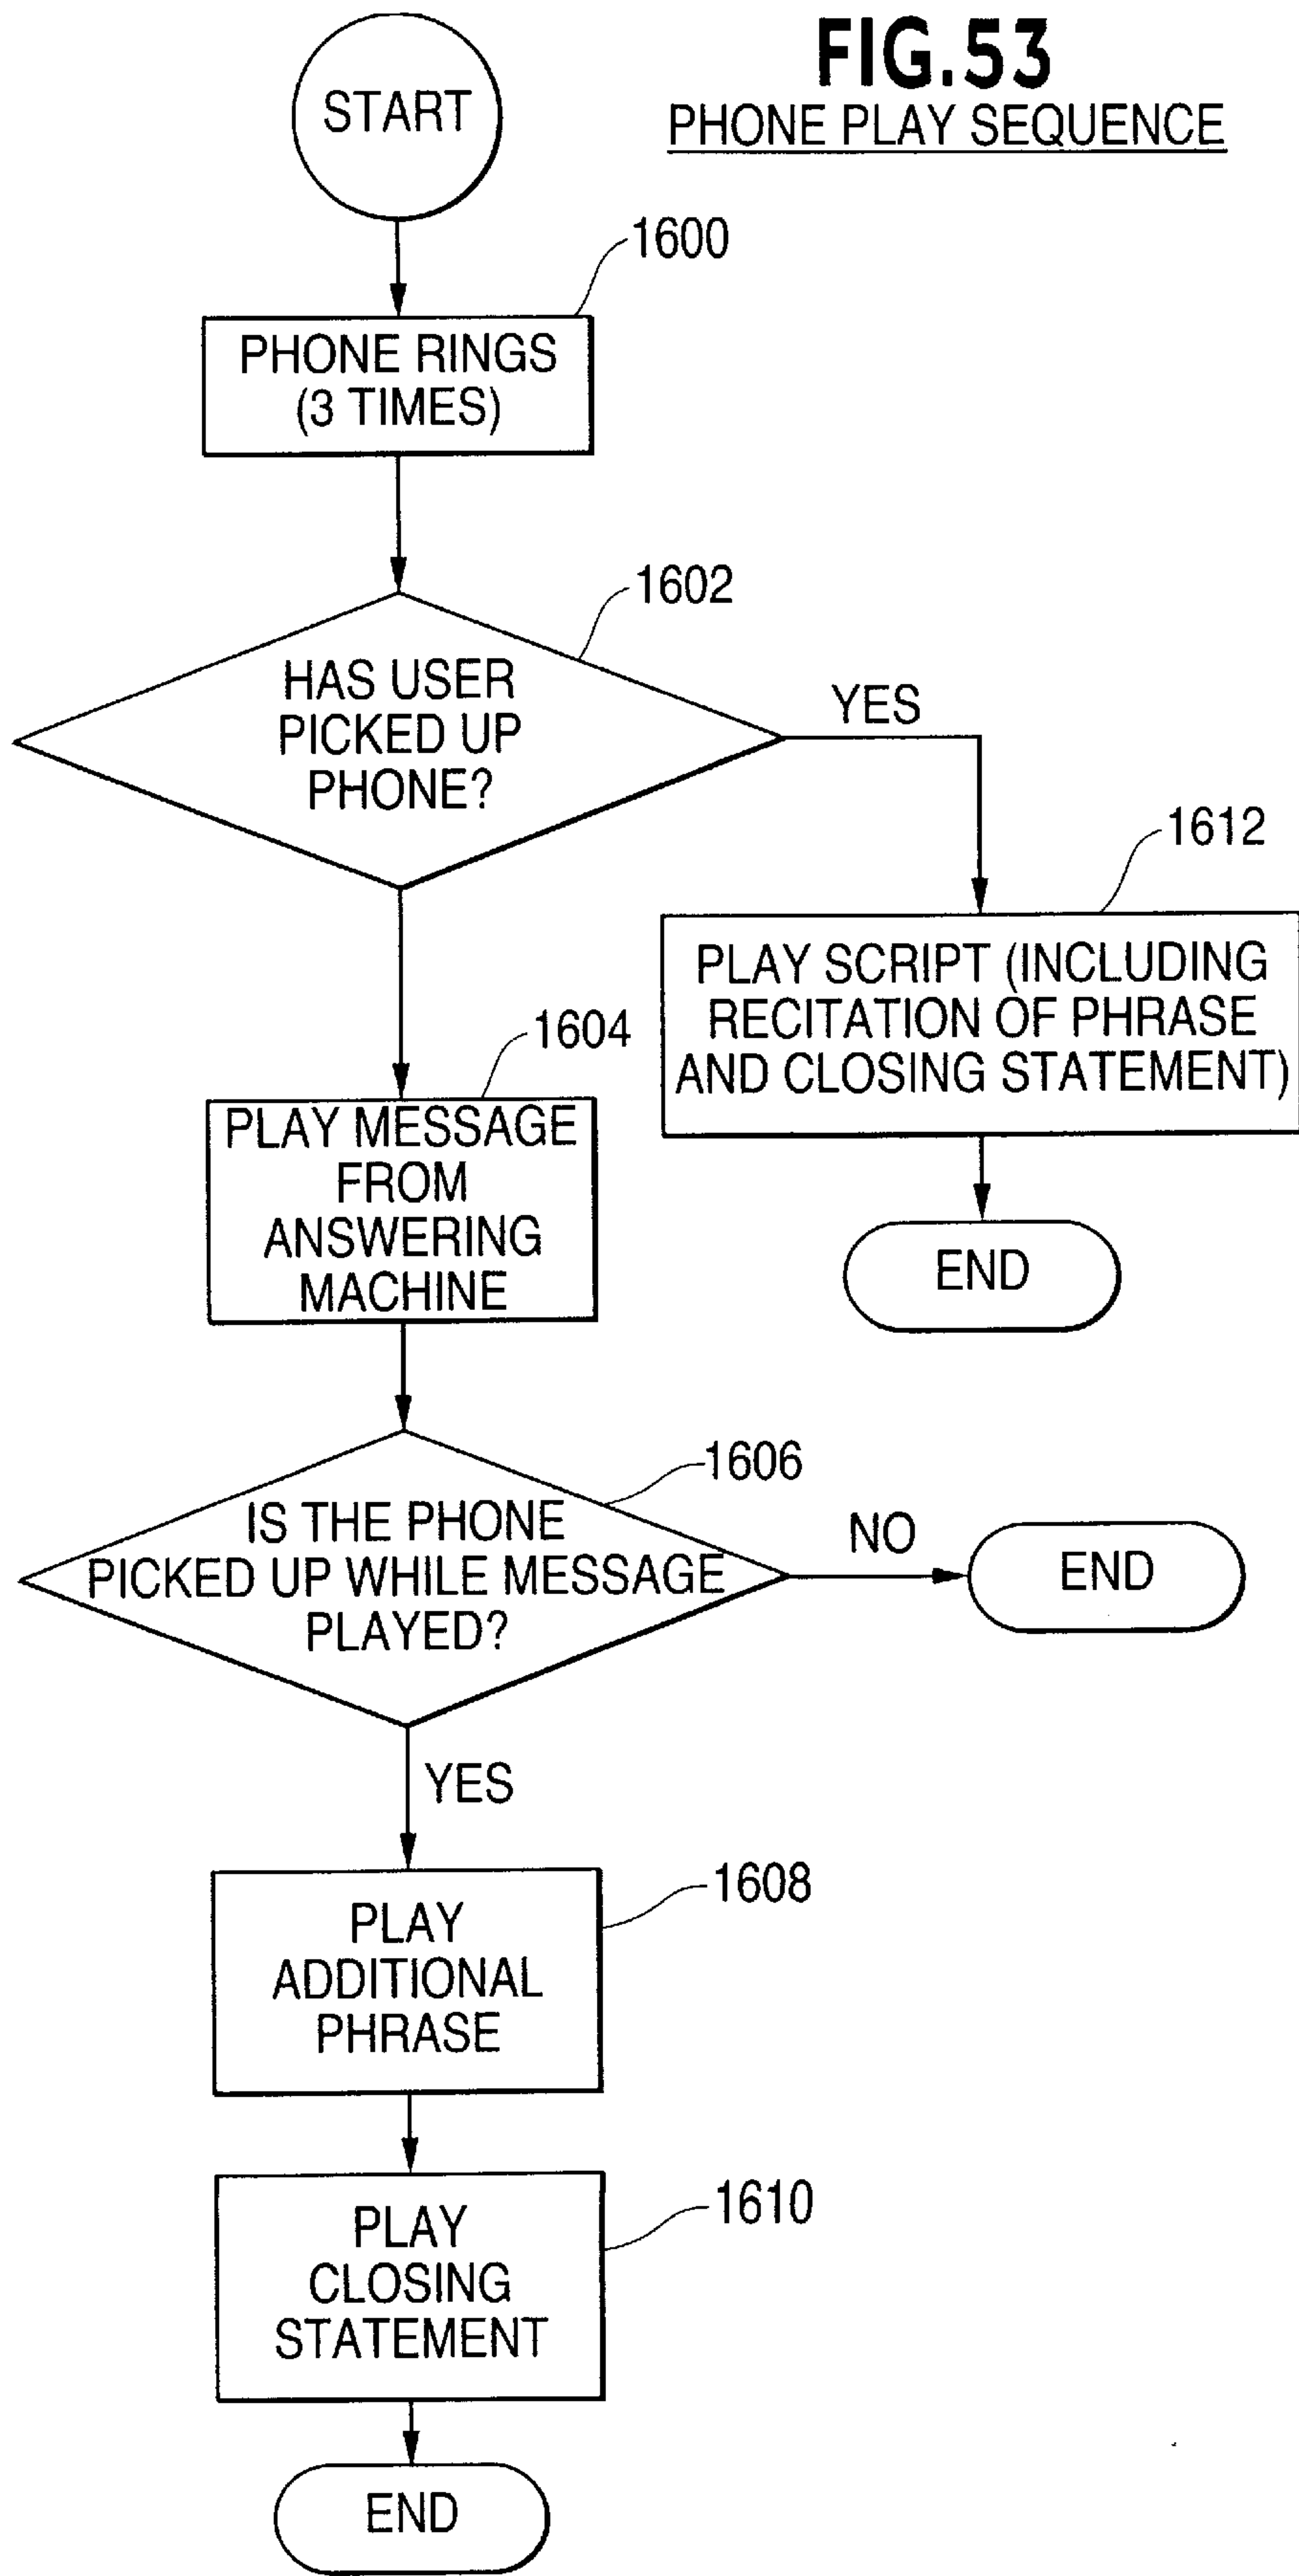 FIG.53
PHONE PLAY SEQUENCE
START
1600
PHONE RINGS
(3 TIMES)
1602
HAS USER
PICKED UP
PHONE?
YES
1612
PLAY SCRIPT (INCLUDING
RECITATION OF PHRASE
AND CLOSING STATEMENT)
END
1604
PLAY MESSAGE
FROM
ANSWERING
MACHINE
1606
IS THE PHONE
PICKED UP WHILE MESSAGE
PLAYED?
NO
END
YES
1608
PLAY
ADDITIONAL
PHRASE
1610
PLAY
CLOSING
STATEMENT
END